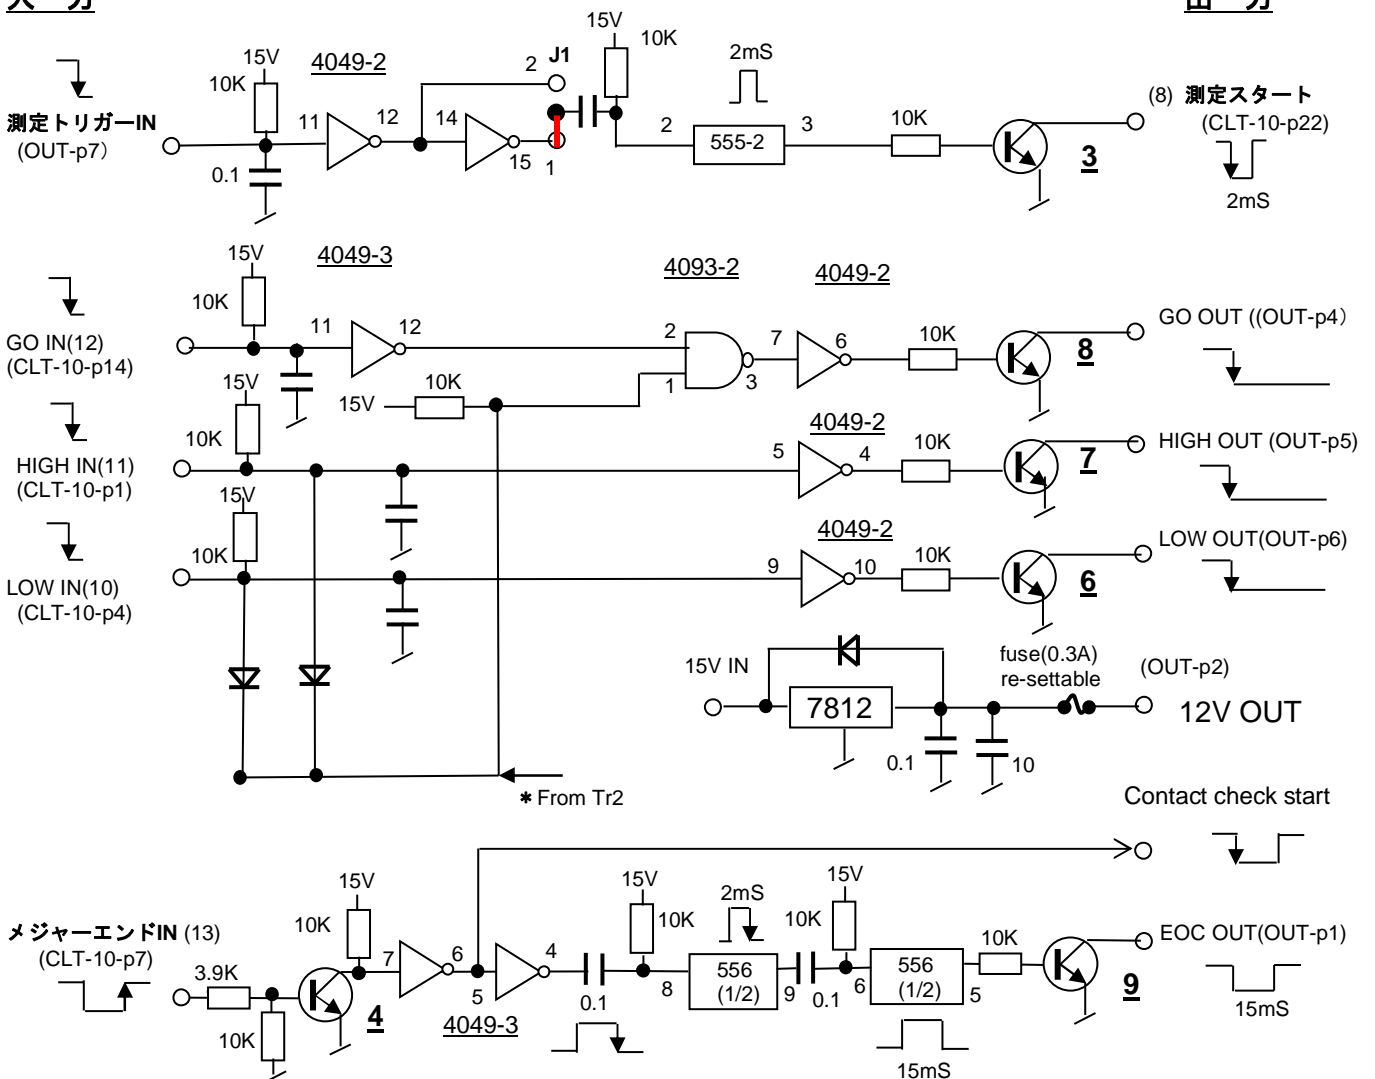 入　力
出　力
15V
10K
J1
2
15V
10K
4049-2
2mS
測定トリガーIN
(OUT-p7)
11
12
14
15
1
0.1
2
555-2
3
10K
3
(8) 測定スタート
(CLT-10-p22)
2mS
15V
10K
4049-3
4093-2
4049-2
GO IN(12)
(CLT-10-p14)
11
12
2
1
3
7
6
10K
8
GO OUT ((OUT-p4）
15V
10K
15V
10K
HIGH IN(11)
(CLT-10-p1)
4049-2
5
4
10K
7
HIGH OUT (OUT-p5)
15V
10K
LOW IN(10)
(CLT-10-p4)
4049-2
9
10
10K
6
LOW OUT(OUT-p6)
15V IN
7812
0.1
10
fuse(0.3A)
re-settable
(OUT-p2)
12V OUT
＊From Tr2
Contact check start
メジャーエンドIN (13)
(CLT-10-p7)
3.9K
10K
15V
10K
4
7
6
5
4
4049-3
0.1
15V
10K
8
2mS
556
(1/2)
9
0.1
15V
10K
6
556
(1/2)
5
15mS
10K
9
EOC OUT(OUT-p1)
15mS